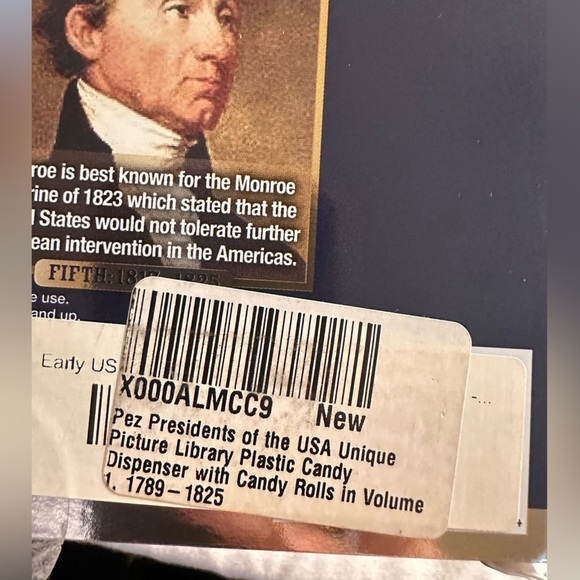 roe is best known for the Monroe
rine of 1823 which stated that the
States would not tolerate further
ean intervention in the Americas.
FIFTH:1817-1825
e use.
and up.
Early US
X000ALMCC9 New
Pez Presidents of the USA Unique
Picture Library Plastic Candy
Dispenser with Candy Rolls in Volume
1, 1789-1825
-...